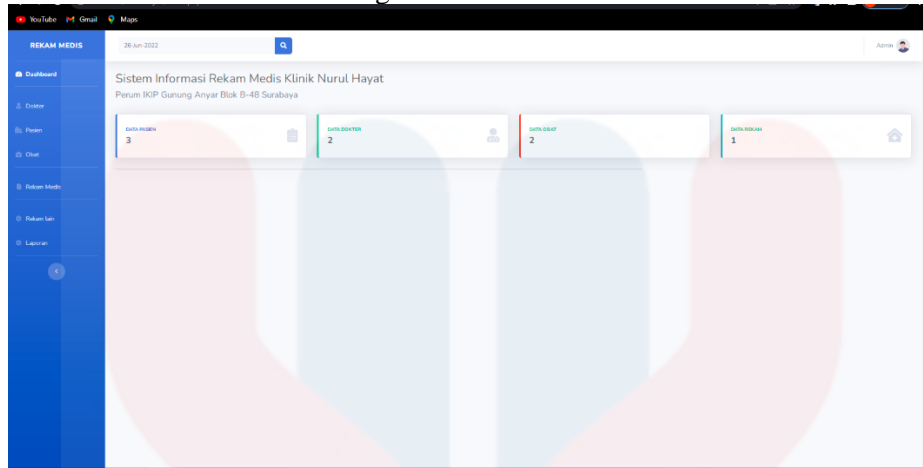 YouTube Gmail Maps
REKAM MEDIS
26-Jun-2022
Admin
Dashboard
Dokter
Pasien
Obat
Rekam Medis
Rekam lain
Laporan
Sistem Informasi Rekam Medis Klinik Nurul Hayat
Perum IKIP Gunung Anyar Blok B-48 Surabaya
DATA PASIEN
3
DATA DOKTER
2
DATA OBAT
2
DATA REKAM
1